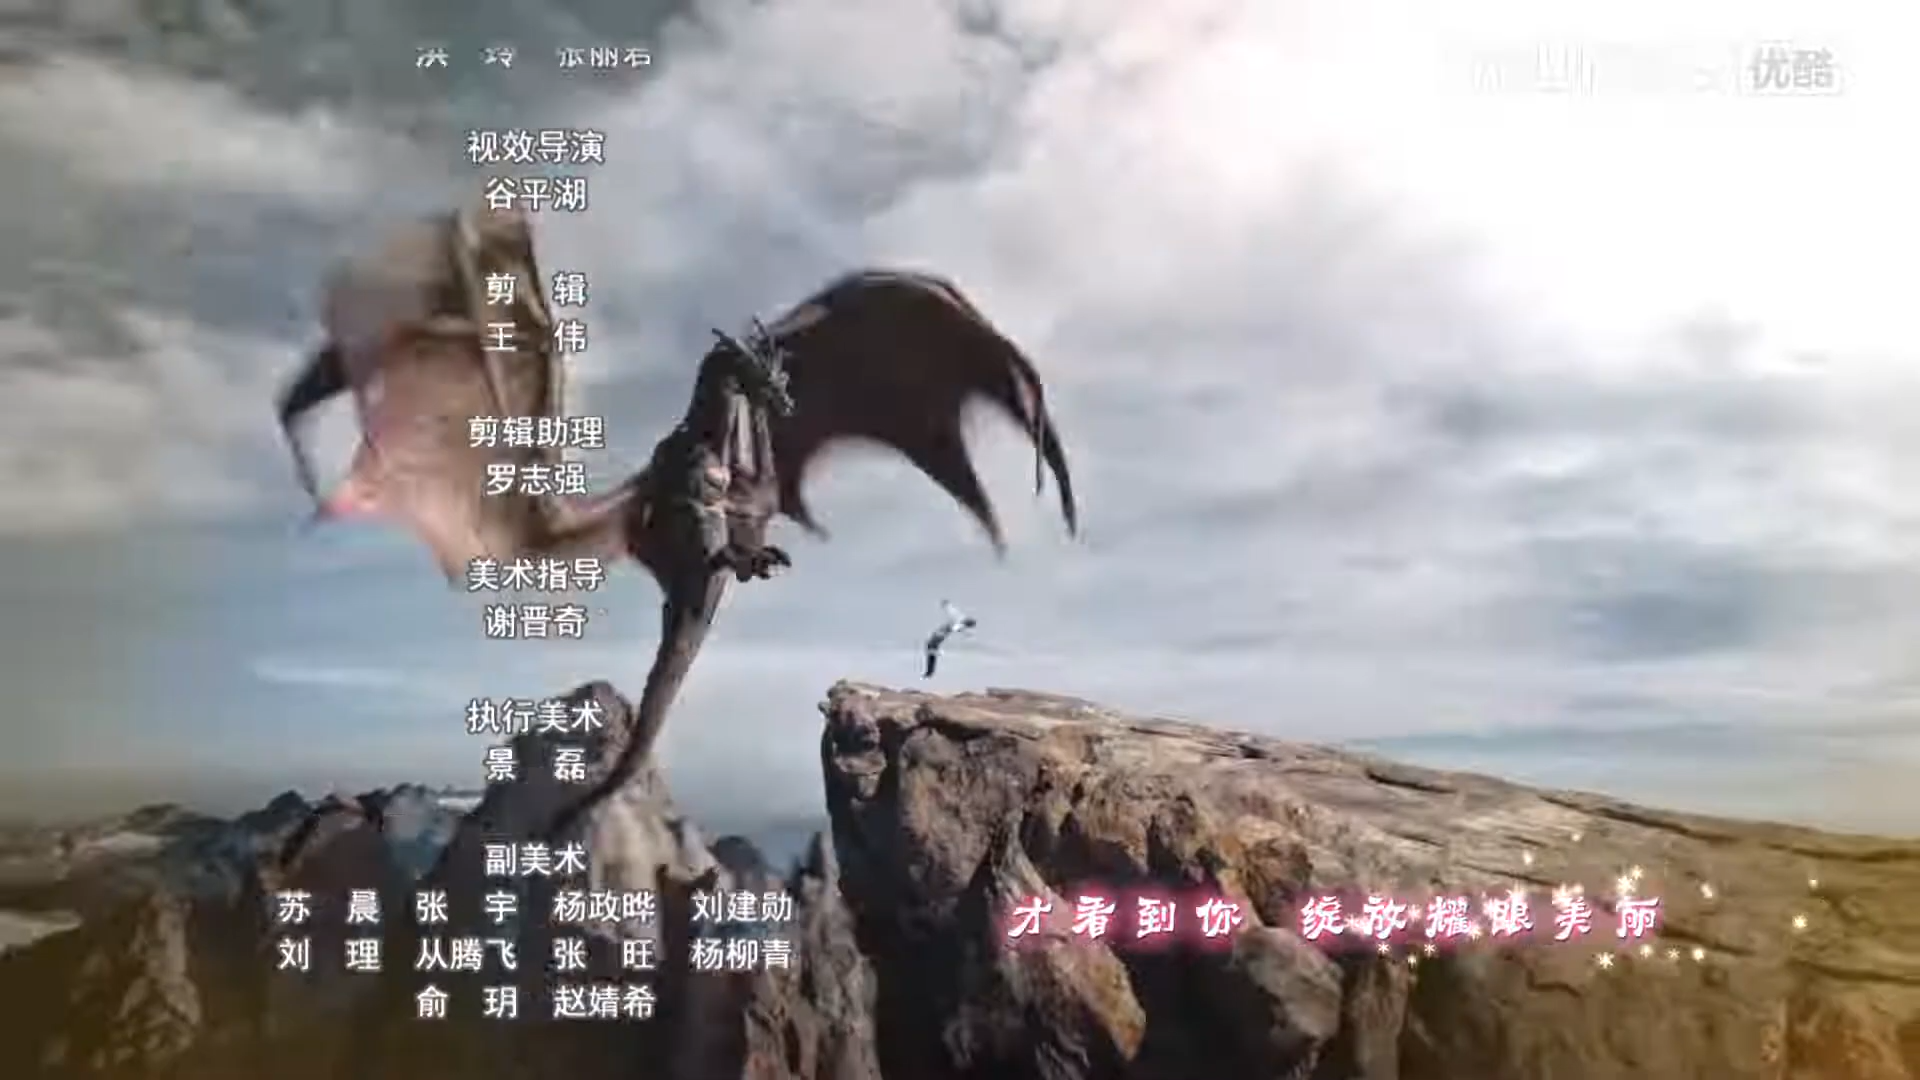 优酷
视效导演
谷平湖
剪 辑
王 伟
剪辑助理
罗志强
美术指导
谢晋奇
执行美术
景 磊
副美术
苏 晨 张 宇 杨政晔 刘建勋
刘 理 从腾飞 张 旺 杨柳青
俞 玥 赵婧希
才看到你 绽放耀眼美丽